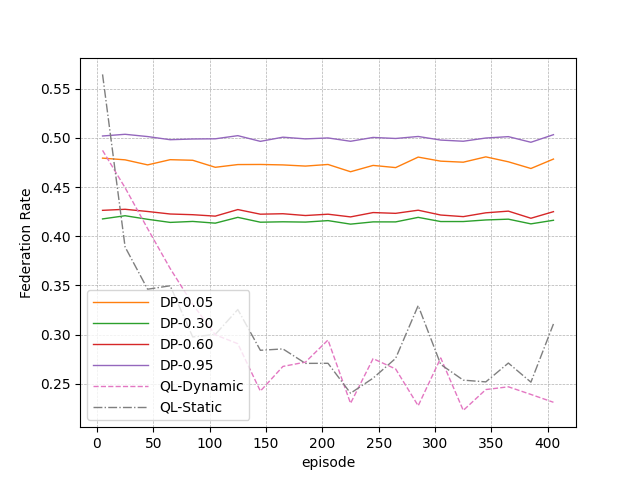 0.55
0.50
0.45
0.40
0.35
0.30
0.25
Federation Rate
DP-0.05
DP-0.30
DP-0.60
DP-0.95
QL-Dynamic
QL-Static
0 50 100 150 200 250 300 350 400
episode